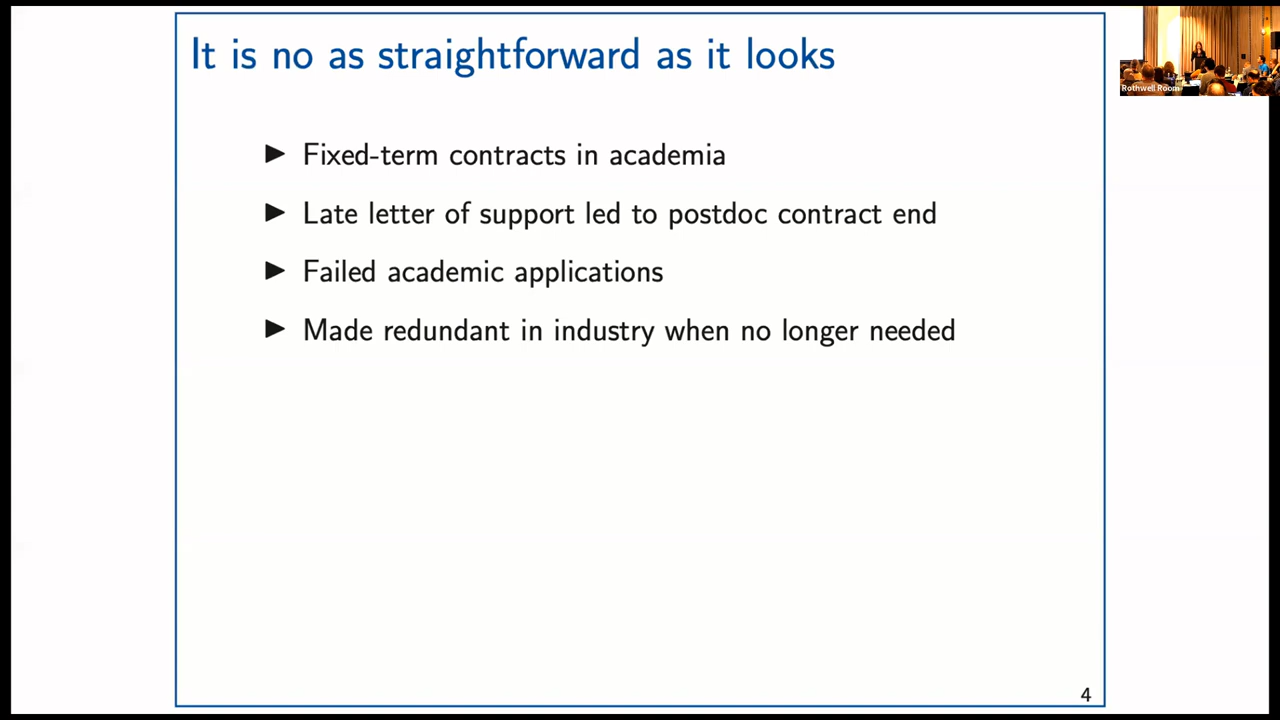 It is no as straightforward as it looks
Rothwell Room
▶ Fixed-term contracts in academia
▶ Late letter of support led to postdoc contract end
▶ Failed academic applications
▶ Made redundant in industry when no longer needed
4